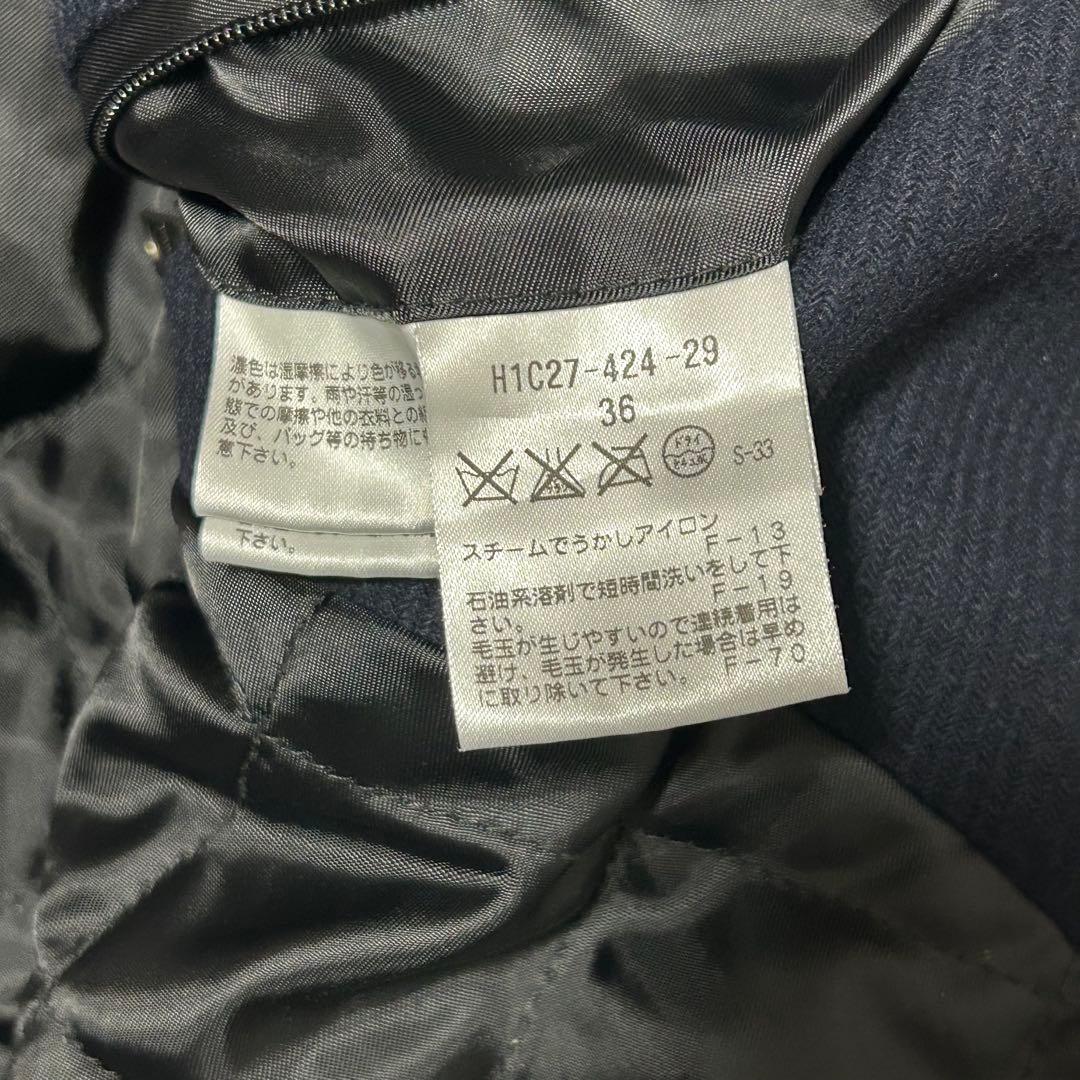 濃色は湿摩擦により色が移る
があります。雨や汗等の湿っ
態での摩擦や他の衣料との
及び、バッグ等の持ち物に
意下さい。
下さい。
H1C27-424-29
36
ドライ
セキユ系
S-33
スチームでうかしアイロン
F-13
石油系溶剤で短時間洗いをして下
さい。 F-19
毛玉が生じやすいので連続着用は
避け、毛玉が発生した場合は早め
に取り除いて下さい。 F-70